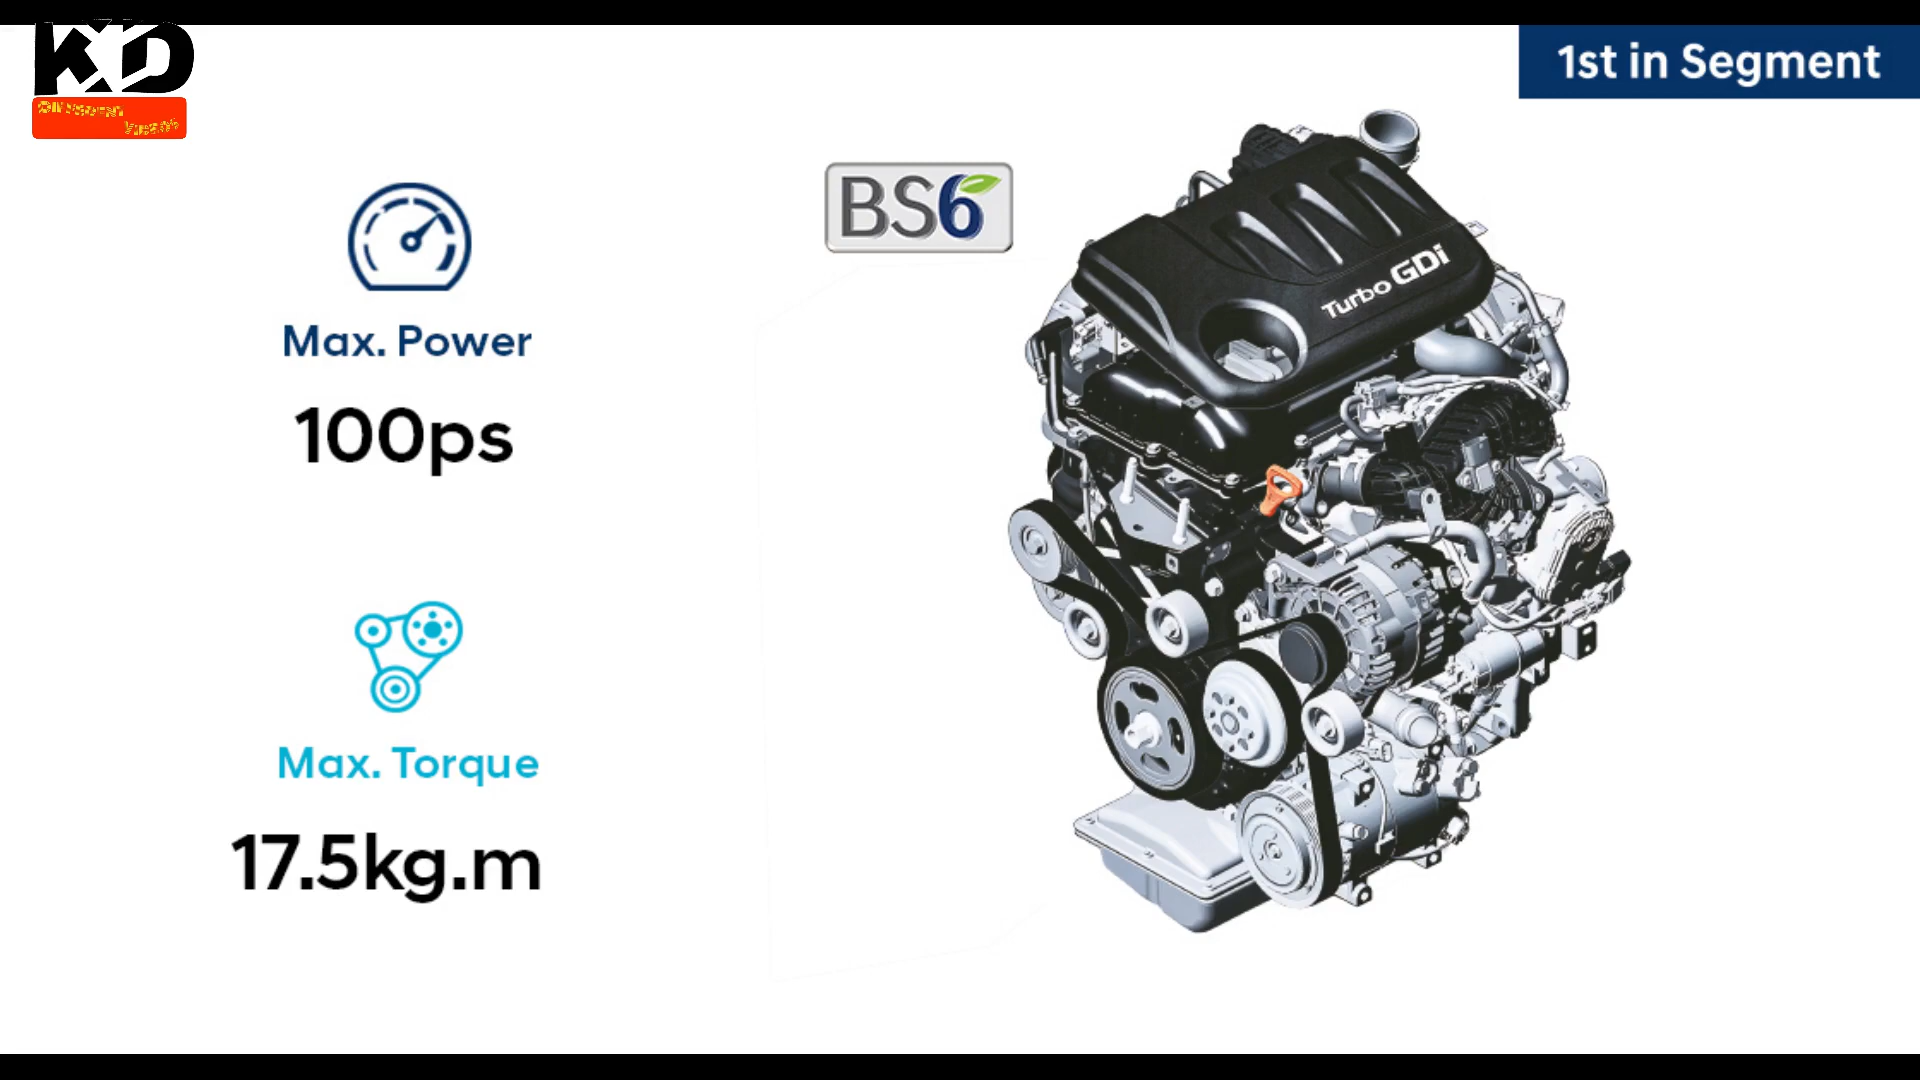 KD
1st in Segment
BS6
Turbo GDi
Max. Power
100ps
Max. Torque
17.5kg.m